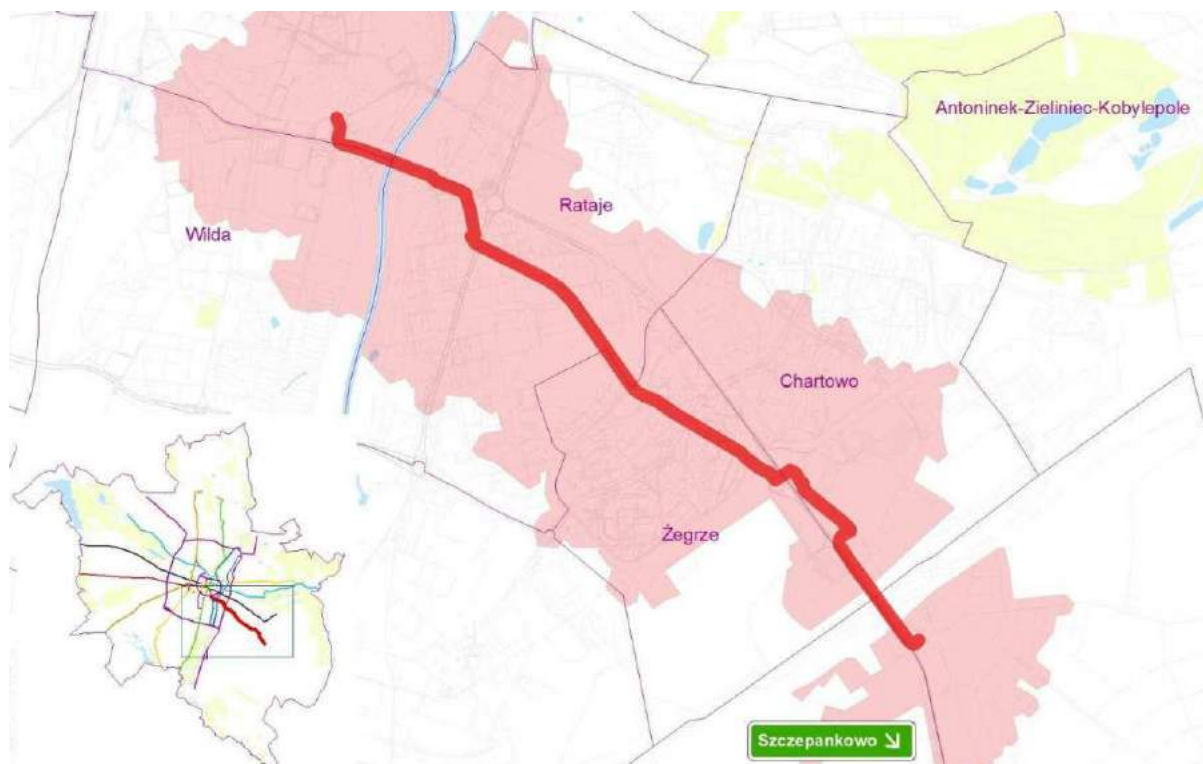 Antoninek-Zieliniec-Kobylepole
Rataje
Wilda
Chartowo
Żegrze
Szczepankowo